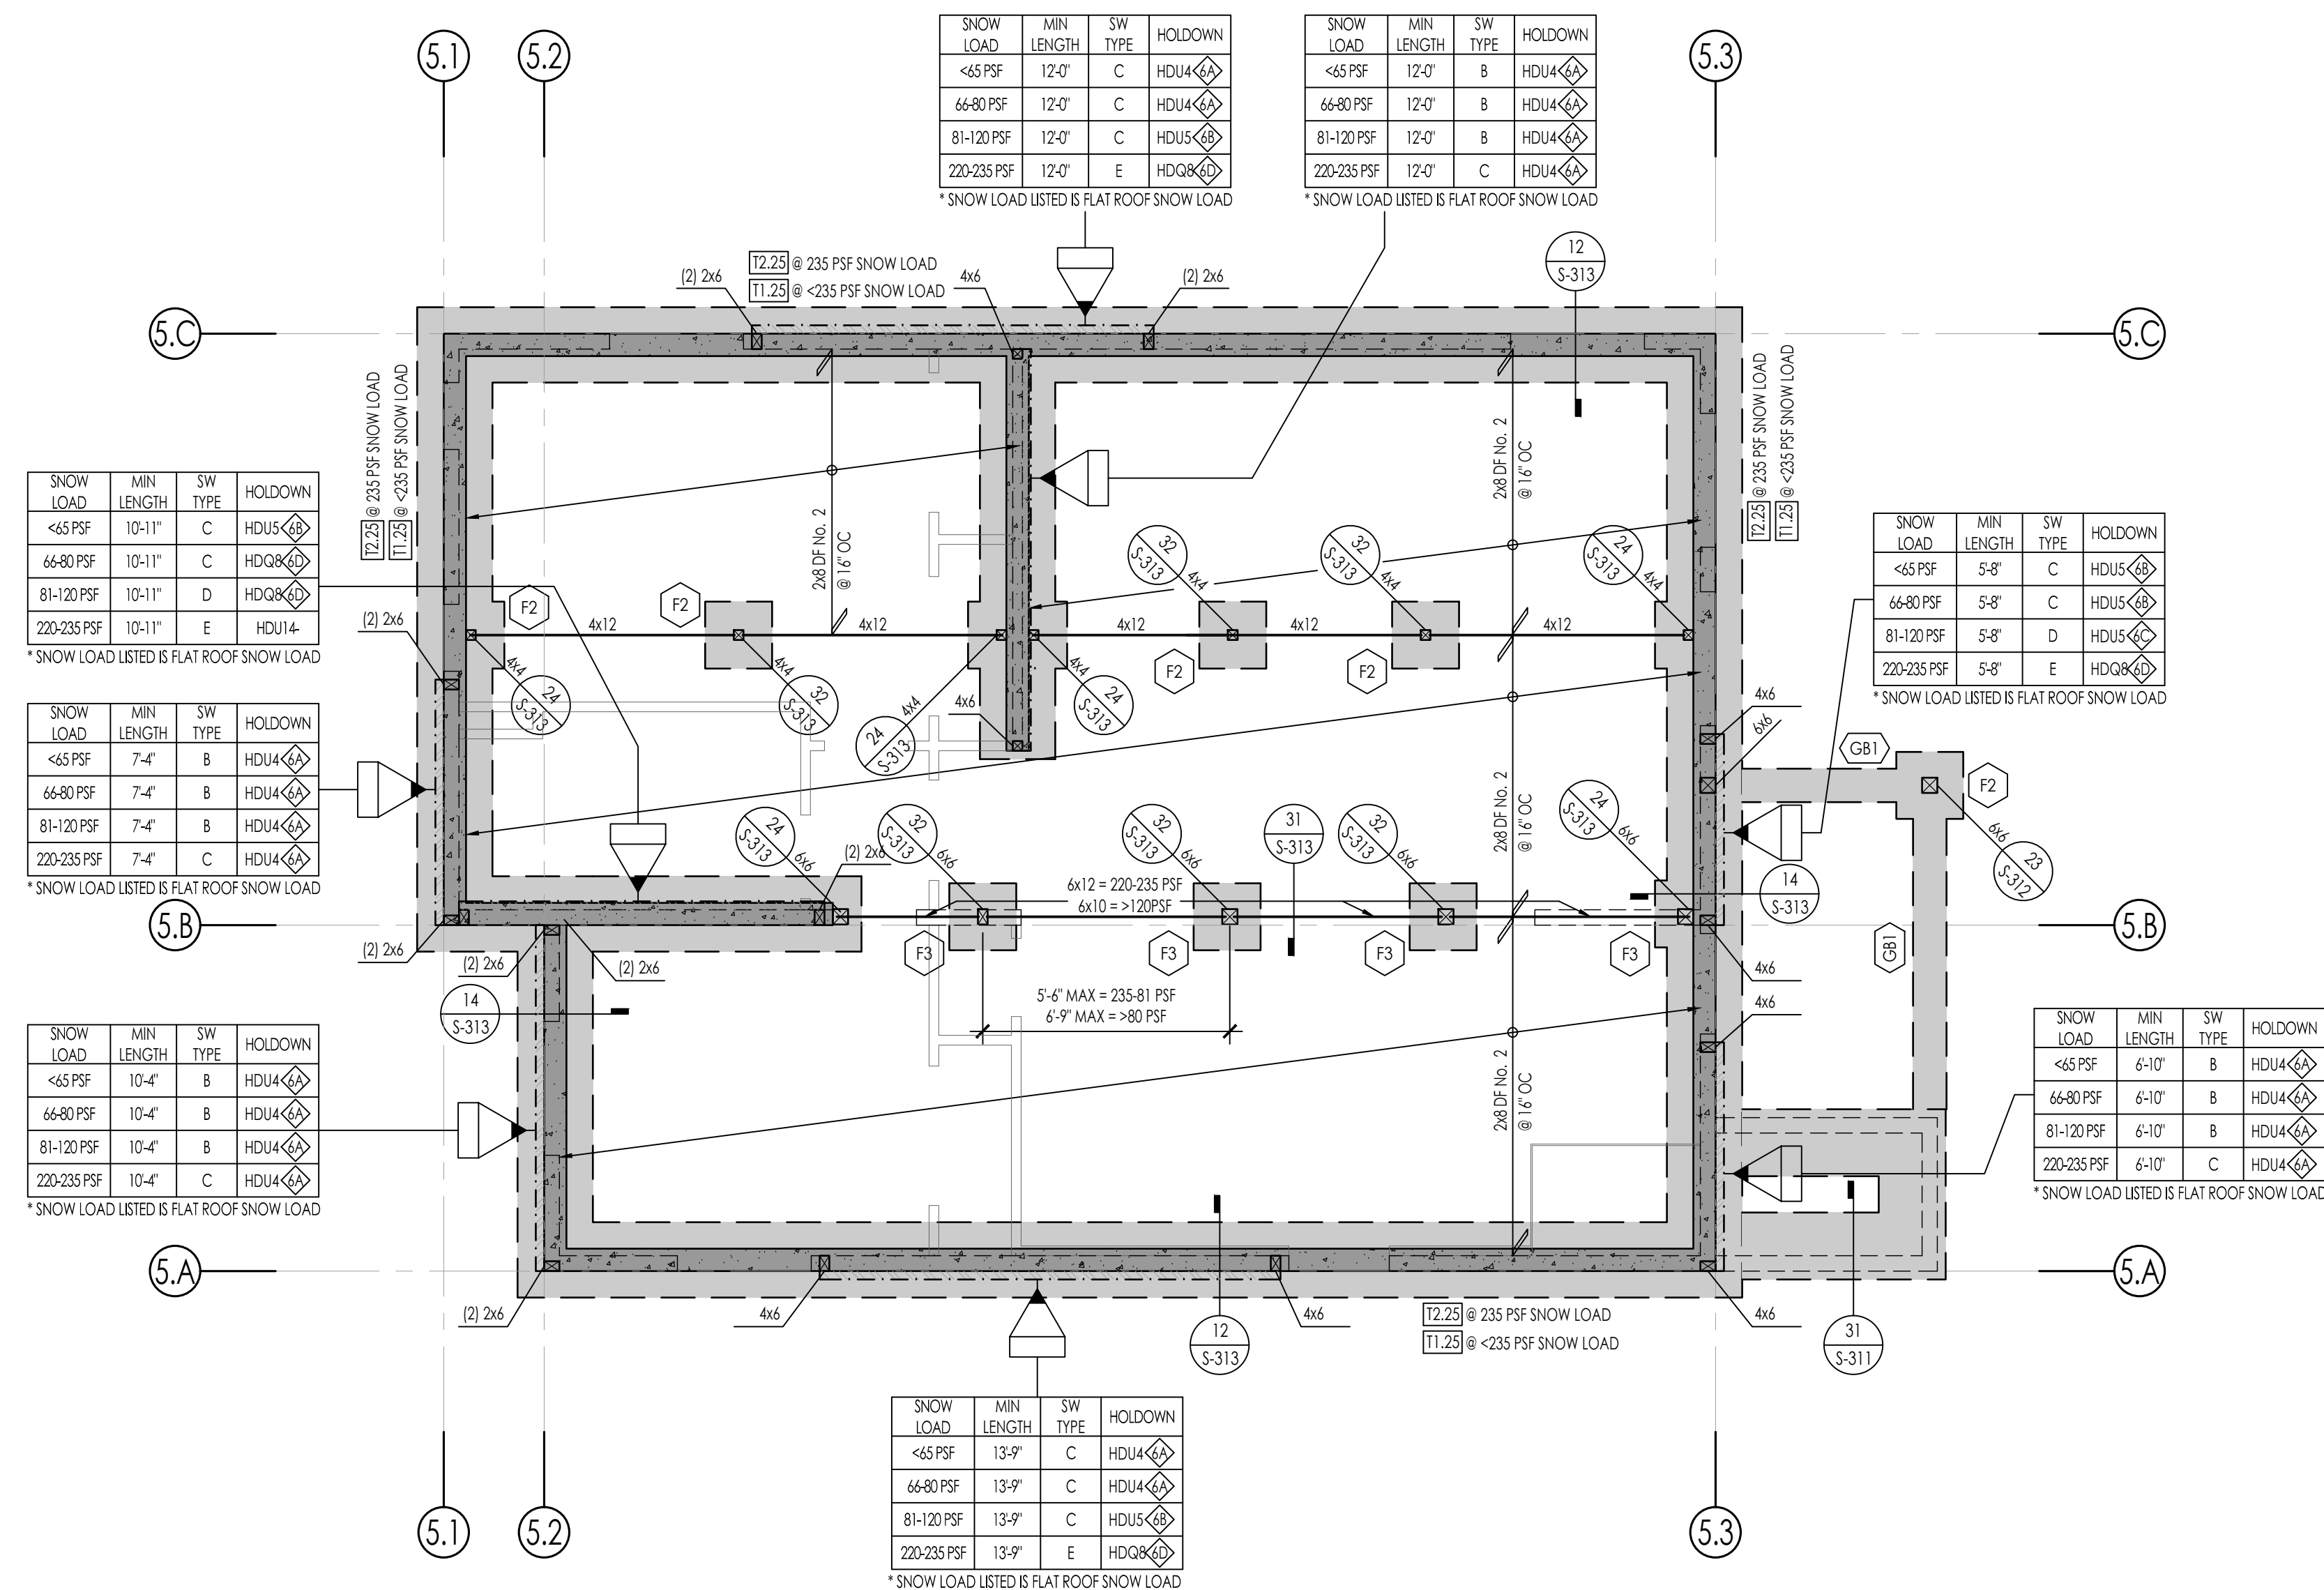 5.1
5.2
5.3
SNOW LOAD MIN LENGTH SW TYPE HOLDOWN
<65 PSF 12'-0" C HDU4 6A
66-80 PSF 12'-0" C HDU4 6A
81-120 PSF 12'-0" C HDU5 6B
220-235 PSF 12'-0" E HDQ8 6D
* SNOW LOAD LISTED IS FLAT ROOF SNOW LOAD
SNOW LOAD MIN LENGTH SW TYPE HOLDOWN
<65 PSF 12'-0" B HDU4 6A
66-80 PSF 12'-0" B HDU4 6A
81-120 PSF 12'-0" B HDU4 6A
220-235 PSF 12'-0" C HDU4 6A
* SNOW LOAD LISTED IS FLAT ROOF SNOW LOAD
12
S-313
(2) 2x6
T2.25 @ 235 PSF SNOW LOAD
T1.25 @ <235 PSF SNOW LOAD
4x6
(2) 2x6
5.C
5.C
T2.25 @ 235 PSF SNOW LOAD
T1.25 @ <235 PSF SNOW LOAD
T2.25 @ 235 PSF SNOW LOAD
T1.25 @ <235 PSF SNOW LOAD
SNOW LOAD MIN LENGTH SW TYPE HOLDOWN
<65 PSF 10'-11" C HDU5 6B
66-80 PSF 10'-11" C HDQ8 6D
81-120 PSF 10'-11" D HDQ8 6D
220-235 PSF 10'-11" E HDU14-
* SNOW LOAD LISTED IS FLAT ROOF SNOW LOAD
2x8 DF No. 2
@ 16" OC
2x8 DF No. 2
@ 16" OC
SNOW LOAD MIN LENGTH SW TYPE HOLDOWN
<65 PSF 5'-8" C HDU5 6B
66-80 PSF 5'-8" C HDU5 6B
81-120 PSF 5'-8" D HDU5 6C
220-235 PSF 5'-8" E HDQ8 6D
* SNOW LOAD LISTED IS FLAT ROOF SNOW LOAD
32
S-313
4x4
32
S-313
4x4
24
S-313
4x4
F2
F2
(2) 2x6
4x12
4x12
4x12
4x12
4x12
F2
F2
4x4
24
S-313
4x4
32
S-313
4x4
24
S-313
4x4
24
S-313
4x6
4x6
6x6
GB1
F2
SNOW LOAD MIN LENGTH SW TYPE HOLDOWN
<65 PSF 7'-4" B HDU4 6A
66-80 PSF 7'-4" B HDU4 6A
81-120 PSF 7'-4" B HDU4 6A
220-235 PSF 7'-4" C HDU4 6A
* SNOW LOAD LISTED IS FLAT ROOF SNOW LOAD
24
S-313
6x6
(2) 2x6
32
S-313
6x6
32
S-313
6x6
31
S-313
32
S-313
6x6
2x8 DF No. 2
@ 16" OC
24
S-313
6x6
6x6
23
S-312
14
S-313
6x12 = 220-235 PSF
6x10 = >120PSF
5.B
5.B
(2) 2x6
(2) 2x6
(2) 2x6
F3
F3
F3
F3
GB1
4x6
4x6
14
S-313
5'-6" MAX = 235-81 PSF
6'-9" MAX = >80 PSF
SNOW LOAD MIN LENGTH SW TYPE HOLDOWN
<65 PSF 10'-4" B HDU4 6A
66-80 PSF 10'-4" B HDU4 6A
81-120 PSF 10'-4" B HDU4 6A
220-235 PSF 10'-4" C HDU4 6A
* SNOW LOAD LISTED IS FLAT ROOF SNOW LOAD
2x8 DF No. 2
@ 16" OC
SNOW LOAD MIN LENGTH SW TYPE HOLDOWN
<65 PSF 6'-10" B HDU4 6A
66-80 PSF 6'-10" B HDU4 6A
81-120 PSF 6'-10" B HDU4 6A
220-235 PSF 6'-10" C HDU4 6A
* SNOW LOAD LISTED IS FLAT ROOF SNOW LOAD
5.A
5.A
(2) 2x6
4x6
12
S-313
4x6
T2.25 @ 235 PSF SNOW LOAD
T1.25 @ <235 PSF SNOW LOAD
4x6
31
S-311
SNOW LOAD MIN LENGTH SW TYPE HOLDOWN
<65 PSF 13'-9" C HDU4 6A
66-80 PSF 13'-9" C HDU4 6A
81-120 PSF 13'-9" C HDU5 6B
220-235 PSF 13'-9" E HDQ8 6D
* SNOW LOAD LISTED IS FLAT ROOF SNOW LOAD
5.1
5.2
5.3